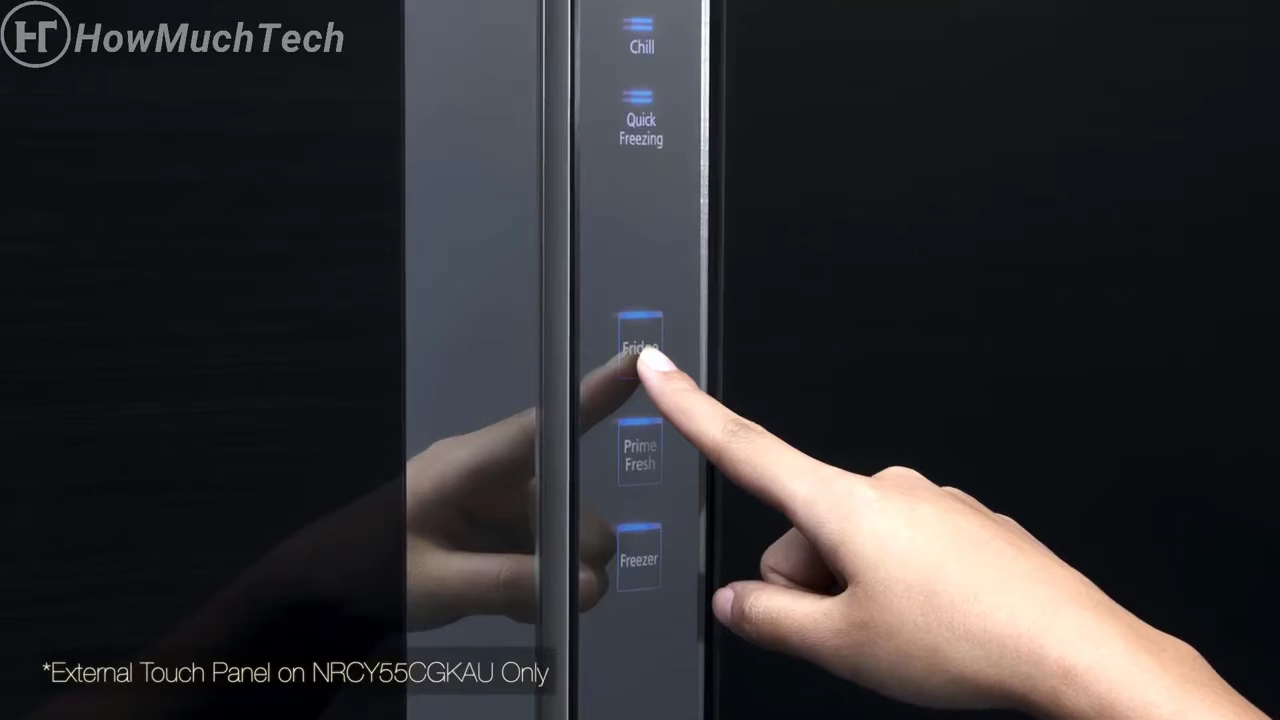 HowMuchTech
Chill
Quick
Freezing
Fridge
Prime
Fresh
Freezer
*External Touch Panel on NRCY55CGKAU Only